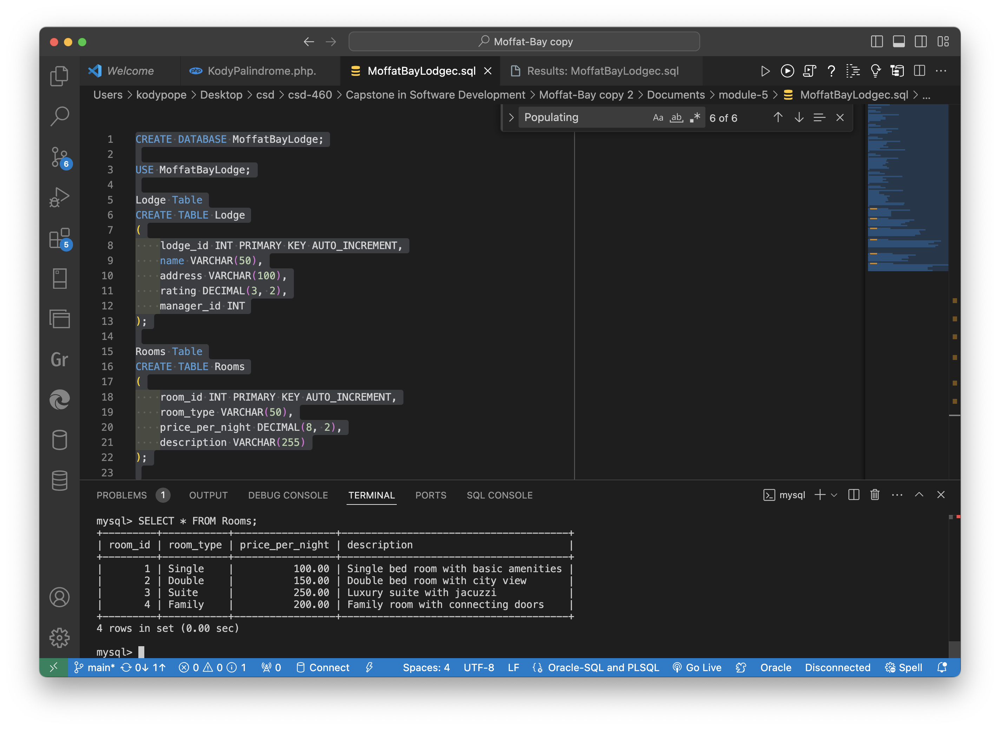 Moffat-Bay copy
Welcome
php KodyPalindrome.php.
MoffatBayLodgec.sql
Results: MoffatBayLodgec.sql
Users > kodypope > Desktop > csd > csd-460 > Capstone in Software Development > Moffat-Bay copy 2 > Documents > module-5 > MoffatBayLodgec.sql > ...
Populating Aa ab 6 of 6
6
5
Gr
1 CREATE DATABASE MoffatBayLodge;
2
3 USE MoffatBayLodge;
4
5 Lodge Table
6 CREATE TABLE Lodge
7 (
8 lodge_id INT PRIMARY KEY AUTO_INCREMENT,
9 name VARCHAR(50),
10 address VARCHAR(100),
11 rating DECIMAL(3, 2),
12 manager_id INT
13 );
14
15 Rooms Table
16 CREATE TABLE Rooms
17 (
18 room_id INT PRIMARY KEY AUTO_INCREMENT,
19 room_type VARCHAR(50),
20 price_per_night DECIMAL(8, 2),
21 description VARCHAR(255)
22 );
23
PROBLEMS 1 OUTPUT DEBUG CONSOLE TERMINAL PORTS SQL CONSOLE mysql
mysql> SELECT * FROM Rooms;
+---------+-----------+-----------------+--------------------------------------+
| room_id | room_type | price_per_night | description |
+---------+-----------+-----------------+--------------------------------------+
| 1 | Single | 100.00 | Single bed room with basic amenities |
| 2 | Double | 150.00 | Double bed room with city view |
| 3 | Suite | 250.00 | Luxury suite with jacuzzi |
| 4 | Family | 200.00 | Family room with connecting doors |
+---------+-----------+-----------------+--------------------------------------+
4 rows in set (0.00 sec)
mysql>
main* 0↓ 1↑ 0 0 1 0 Connect Spaces: 4 UTF-8 LF Oracle-SQL and PLSQL Go Live Oracle Disconnected Spell